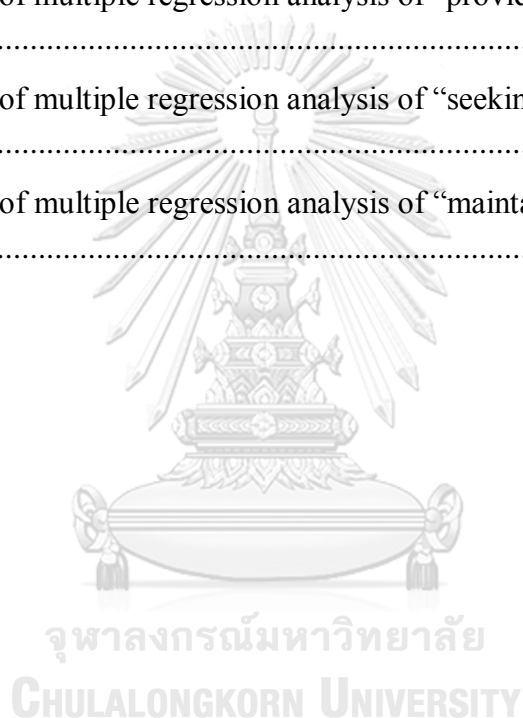 of multiple regression analysis of “provi
....................................................................
of multiple regression analysis of “seekin
....................................................................
of multiple regression analysis of “mainta
....................................................................
จุฬาลงกรณ์มหาวิทยาลัย
CHULALONGKORN UNIVERSITY